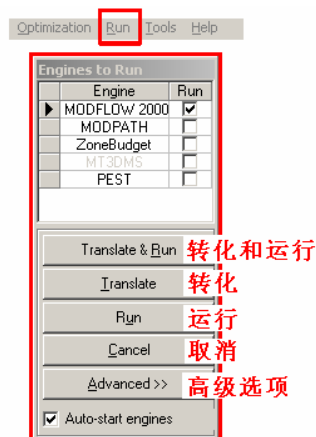 Optimization Run Tools Help
Engines to Run
Engine Run
MODFLOW 2000
MODPATH
ZoneBudget
MT3DMS
PEST
Translate & Run 转化和运行
Translate 转化
Run 运行
Cancel 取消
Advanced >> 高级选项
Auto-start engines